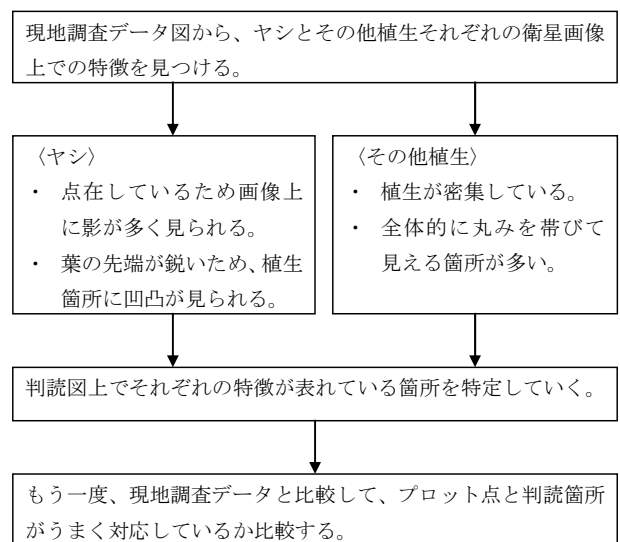 現地調査データ図から、ヤシとその他植生それぞれの衛星画像
上での特徴を見つける。
〈ヤシ〉
・ 点在しているため画像上
に影が多く見られる。
・ 葉の先端が鋭いため、植生
箇所に凹凸が見られる。
〈その他植生〉
・ 植生が密集している。
・ 全体的に丸みを帯びて
見える箇所が多い。
判読図上でそれぞれの特徴が表れている箇所を特定していく。
もう一度、現地調査データと比較して、プロット点と判読箇所
がうまく対応しているか比較する。